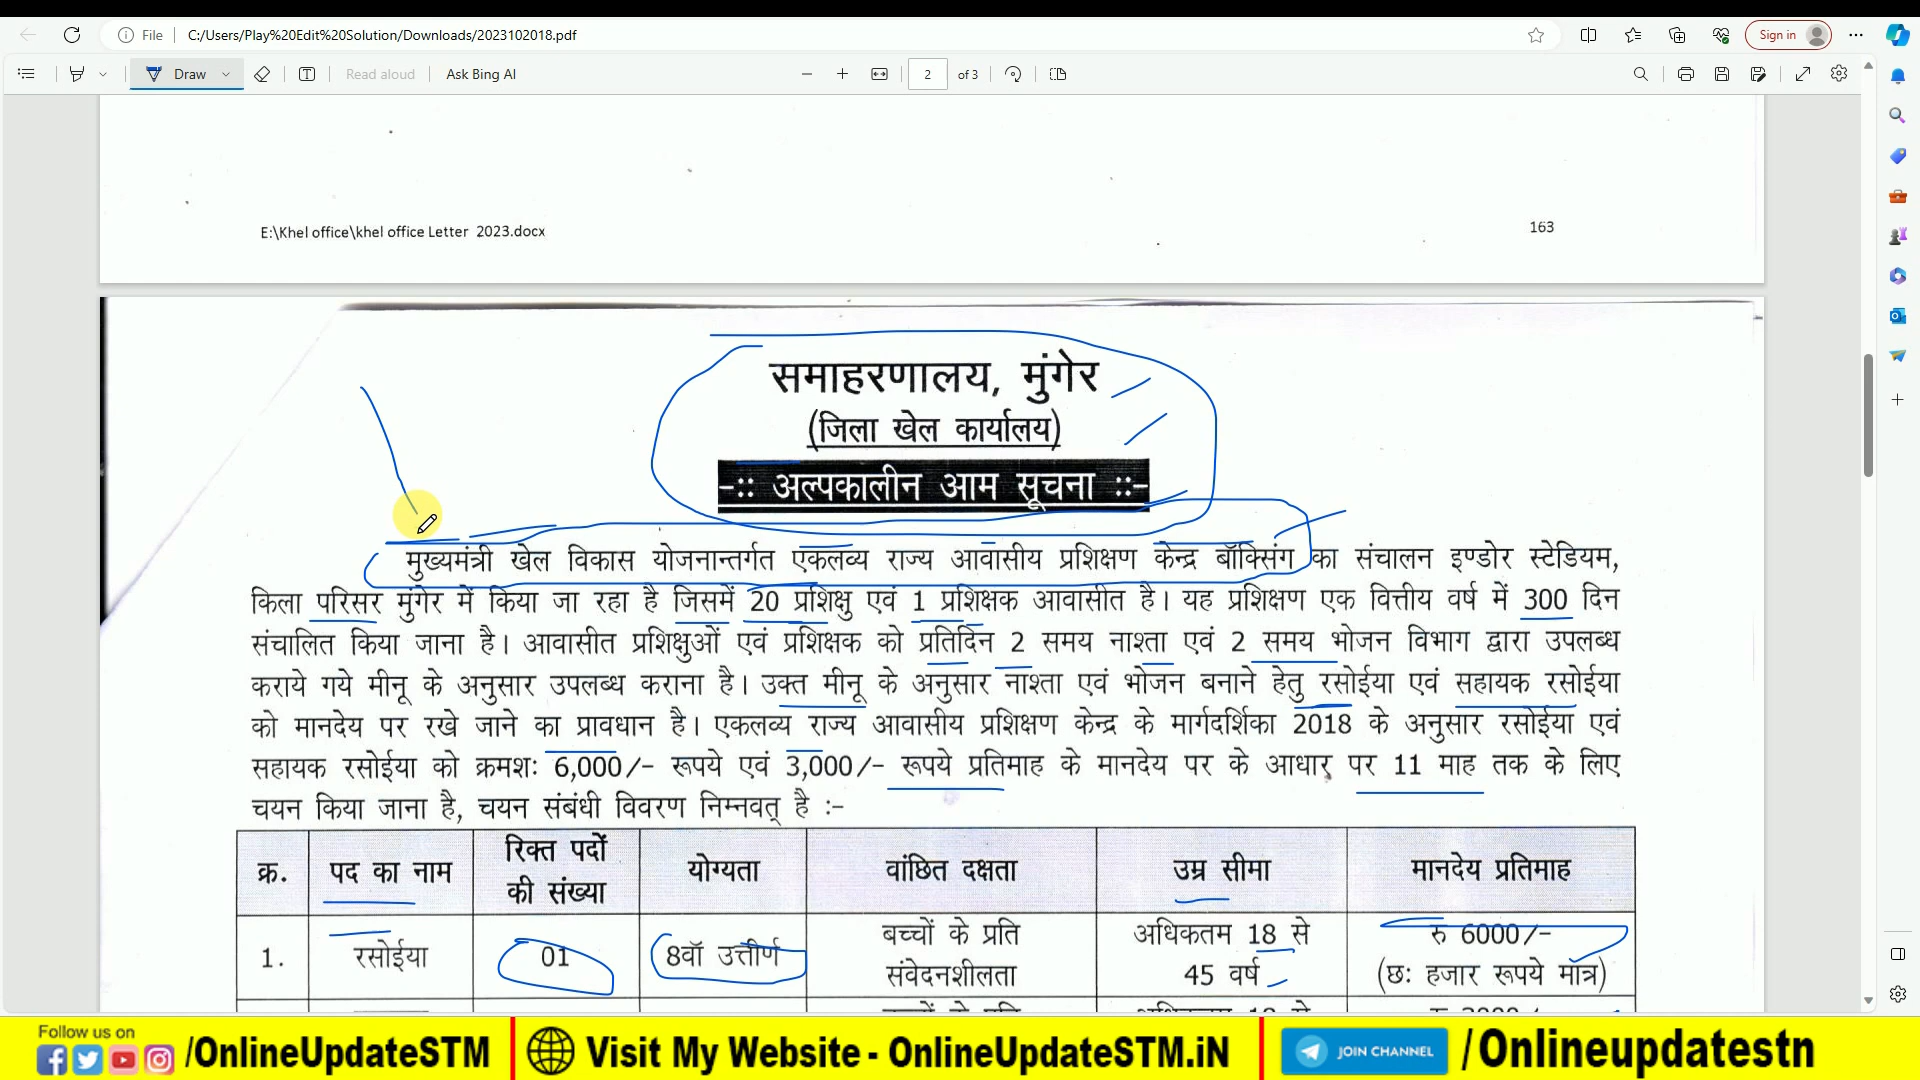 File C:/Users/Play%20Edit%20Solution/Downloads/2023102018.pdf Sign in
Draw Read aloud Ask Bing AI 2 of 3
E:\Khel office\khel office Letter 2023.docx 163
समाहरणालय, मुंगेर
(जिला खेल कार्यालय)
-:: अल्पकालीन आम सूचना ::-
मुख्यमंत्री खेल विकास योजनान्तर्गत एकलव्य राज्य आवासीय प्रशिक्षण केन्द्र बॉक्सिंग का संचालन इण्डोर स्टेडियम,
किला परिसर मुंगेर में किया जा रहा है जिसमें 20 प्रशिक्षु एवं 1 प्रशिक्षक आवासीत है। यह प्रशिक्षण एक वित्तीय वर्ष में 300 दिन
संचालित किया जाना है। आवासीत प्रशिक्षुओं एवं प्रशिक्षक को प्रतिदिन 2 समय नाश्ता एवं 2 समय भोजन विभाग द्वारा उपलब्ध
कराये गये मीनू के अनुसार उपलब्ध कराना है। उक्त मीनू के अनुसार नाश्ता एवं भोजन बनाने हेतु रसोईया एवं सहायक रसोईया
को मानदेय पर रखे जाने का प्रावधान है। एकलव्य राज्य आवासीय प्रशिक्षण केन्द्र के मार्गदर्शिका 2018 के अनुसार रसोईया एवं
सहायक रसोईया को क्रमशः 6,000/- रूपये एवं 3,000/- रूपये प्रतिमाह के मानदेय पर के आधार पर 11 माह तक के लिए
चयन किया जाना है, चयन संबंधी विवरण निम्नवत् है :-
क्र. पद का नाम रिक्त पदों की संख्या योग्यता वांछित दक्षता उम्र सीमा मानदेय प्रतिमाह
1. रसोईया 01 8वॉ उत्तीर्ण बच्चों के प्रति संवेदनशीलता अधिकतम 18 से 45 वर्ष रु 6000/- (छः हजार रूपये मात्र)
Follow us on
/OnlineUpdateSTM Visit My Website - OnlineUpdateSTM.iN JOIN CHANNEL /Onlineupdatestn